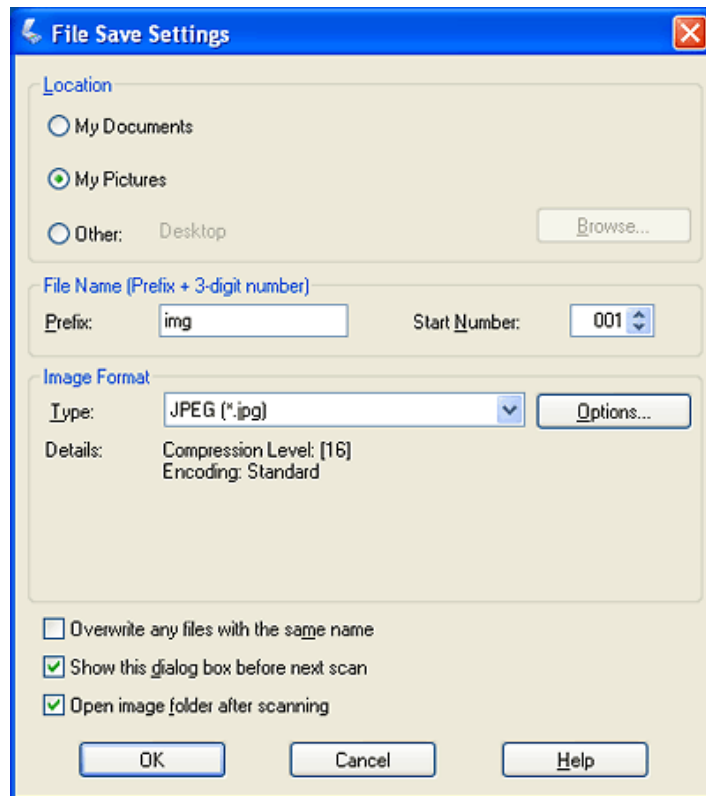 File Save Settings
Location
My Documents
My Pictures
Other: Desktop Browse...
File Name (Prefix + 3-digit number)
Prefix: img Start Number: 001
Image Format
Type: JPEG (*.jpg) Options...
Details: Compression Level: [16]
Encoding: Standard
Overwrite any files with the same name
Show this dialog box before next scan
Open image folder after scanning
OK Cancel Help